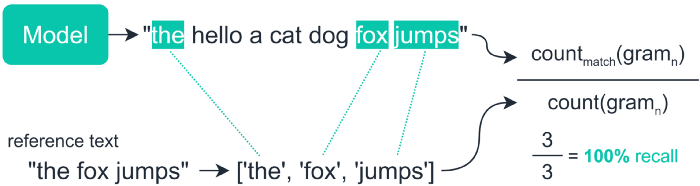 Model
"the hello a cat dog fox jumps"
count_match(gram_n)
count(gram_n)
reference text
"the fox jumps"
['the', 'fox', 'jumps']
3
3
= 100% recall